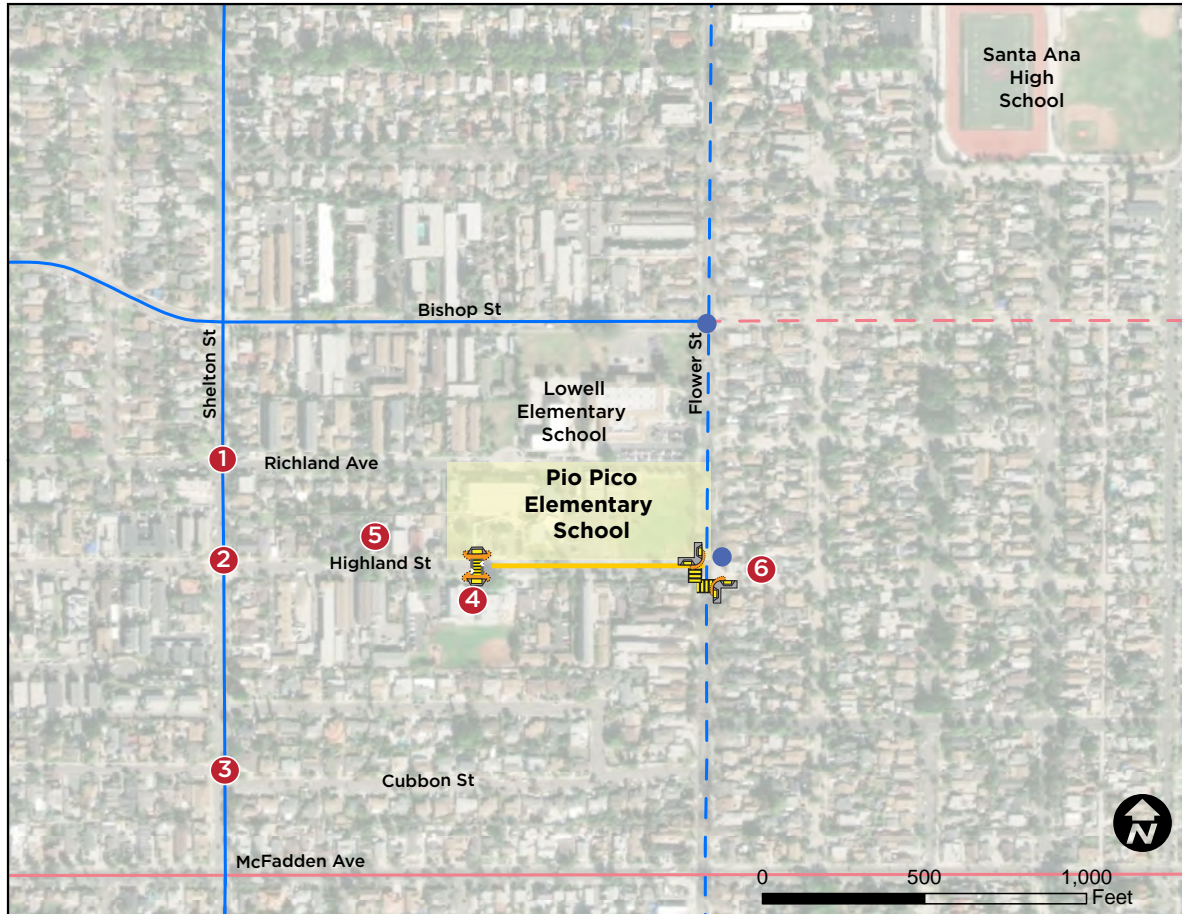 Santa Ana
High
School
Bishop St
Shelton St
Flower St
Lowell
Elementary
School
1
Richland Ave
Pio Pico
Elementary
School
5
2
Highland St
6
4
3
Cubbon St
McFadden Ave
N
0
500
1,000
Feet